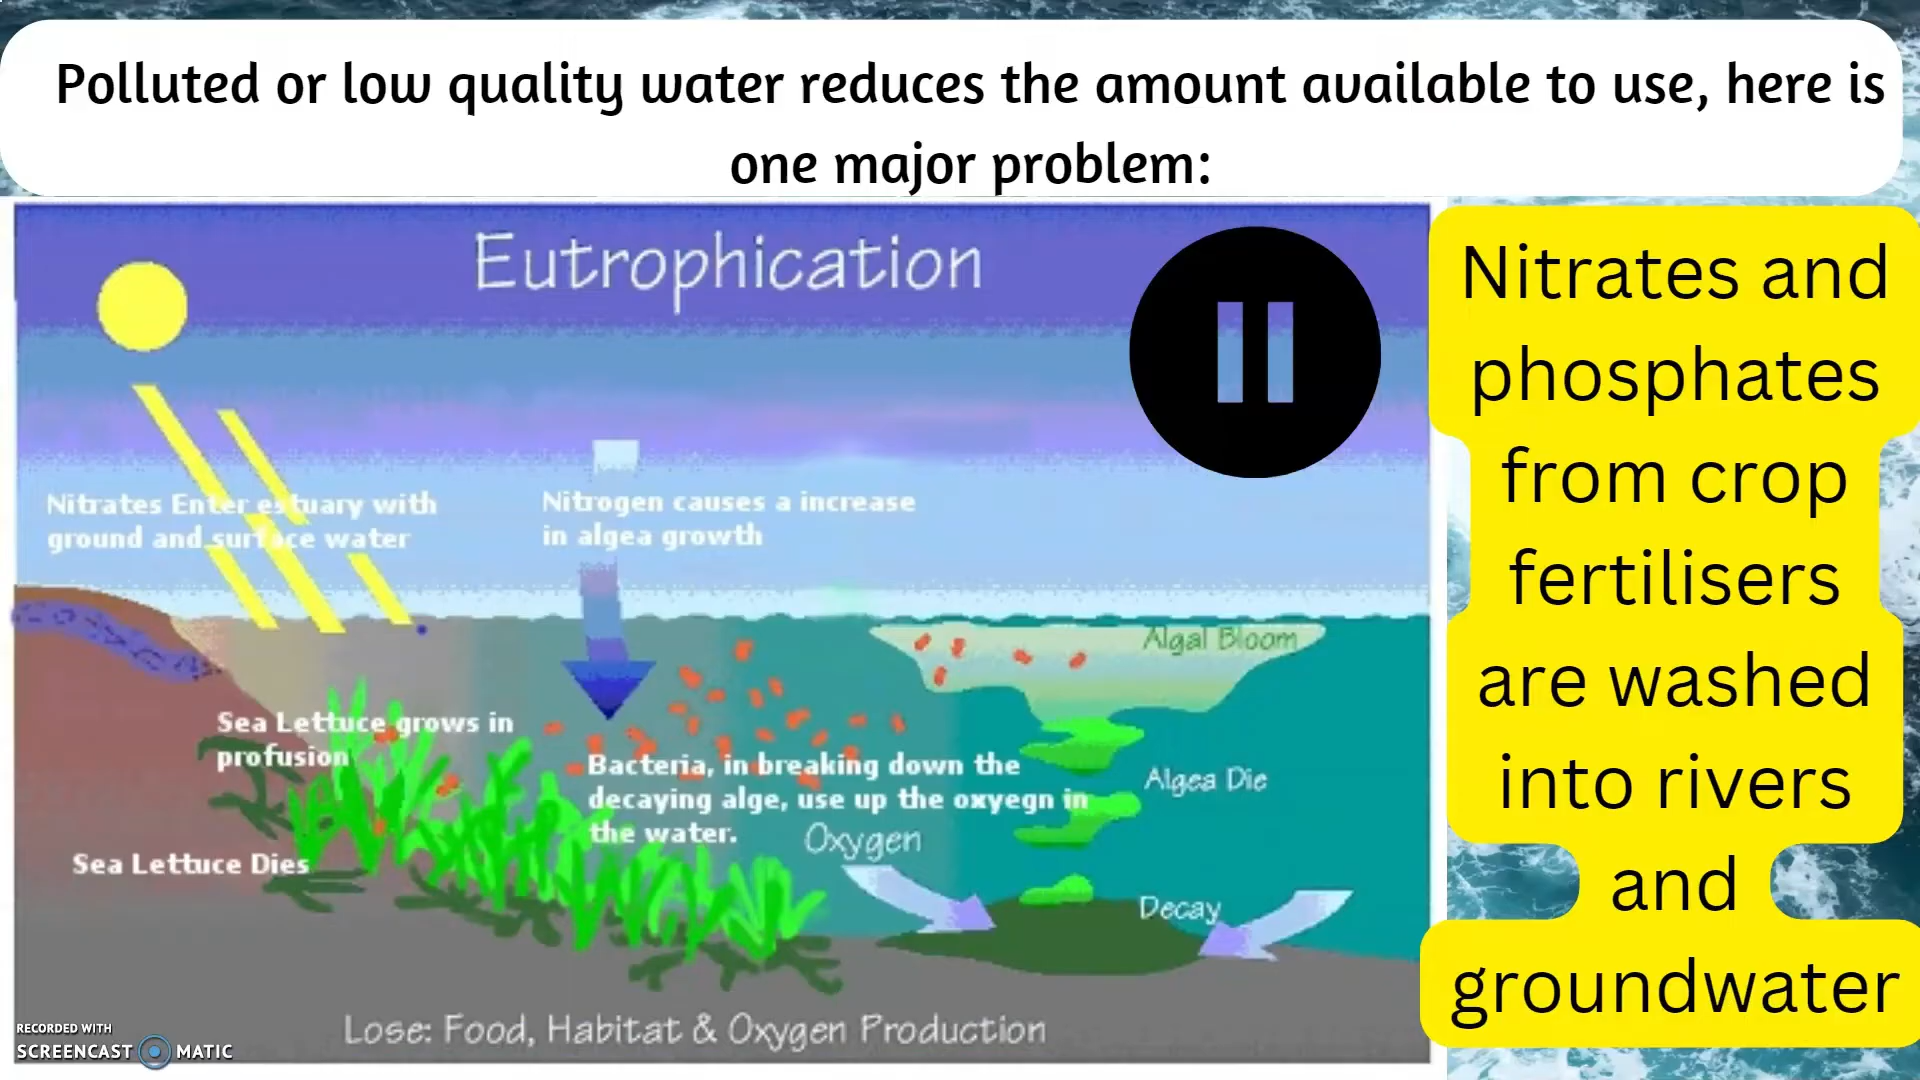 Polluted or low quality water reduces the amount available to use, here is
one major problem:
Eutrophication
Nitrates Enter estuary with
ground and surface water
Nitrogen causes a increase
in algea growth
Algal Bloom
Sea Lettuce grows in
profusion
Bacteria, in breaking down the
decaying alge, use up the oxyegn in
the water.
Algea Die
Oxygen
Sea Lettuce Dies
Decay
Lose: Food, Habitat & Oxygen Production
Nitrates and
phosphates
from crop
fertilisers
are washed
into rivers
and
groundwater
RECORDED WITH
SCREENCAST MATIC